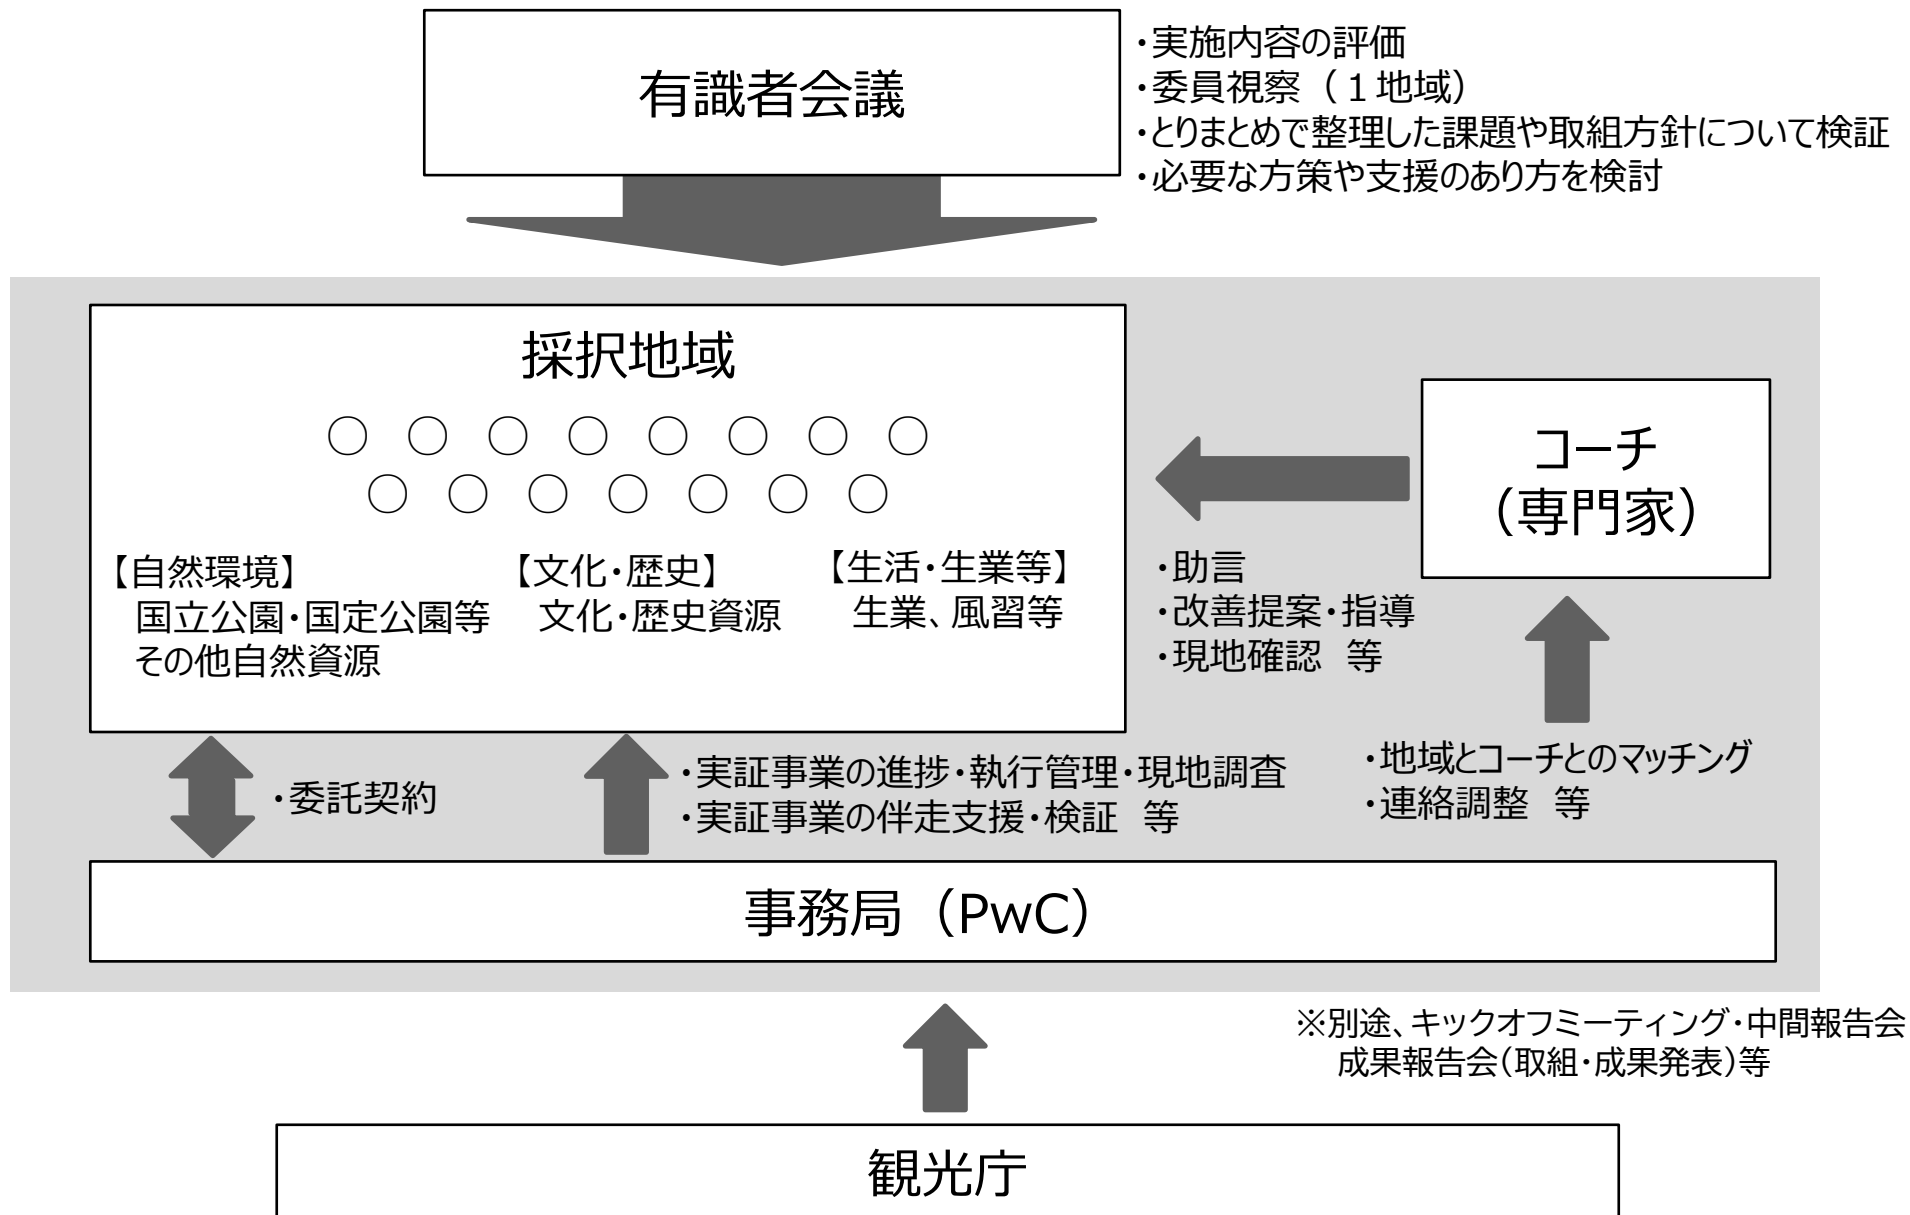 有識者会議
・実施内容の評価
・委員視察（１地域）
・とりまとめで整理した課題や取組方針について検証
・必要な方策や支援のあり方を検討
採択地域
○ ○ ○ ○ ○ ○ ○ ○
○ ○ ○ ○ ○ ○ ○
【自然環境】
国立公園・国定公園等
その他自然資源
【文化・歴史】
文化・歴史資源
【生活・生業等】
生業、風習等
コーチ
（専門家）
・助言
・改善提案・指導
・現地確認　等
・委託契約
・実証事業の進捗・執行管理・現地調査
・実証事業の伴走支援・検証　等
・地域とコーチとのマッチング
・連絡調整　等
事務局（PwC）
※別途、キックオフミーティング・中間報告会
成果報告会（取組・成果発表）等
観光庁